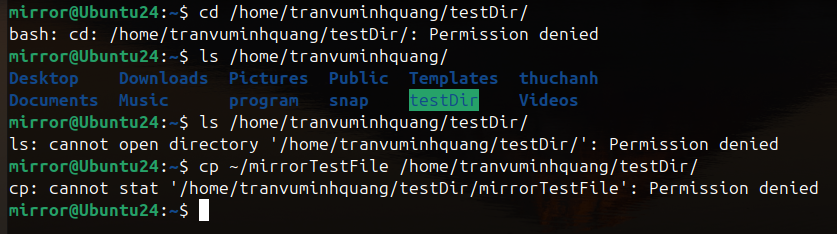 mirror@Ubuntu24:~$ cd /home/tranvuminhquang/testDir/
bash: cd: /home/tranvuminhquang/testDir/: Permission denied
mirror@Ubuntu24:~$ ls /home/tranvuminhquang/
Desktop Downloads Pictures Public Templates thuchanh
Documents Music program snap testDir Videos
mirror@Ubuntu24:~$ ls /home/tranvuminhquang/testDir/
ls: cannot open directory '/home/tranvuminhquang/testDir/': Permission denied
mirror@Ubuntu24:~$ cp ~/mirrorTestFile /home/tranvuminhquang/testDir/
cp: cannot stat '/home/tranvuminhquang/testDir/mirrorTestFile': Permission denied
mirror@Ubuntu24:~$